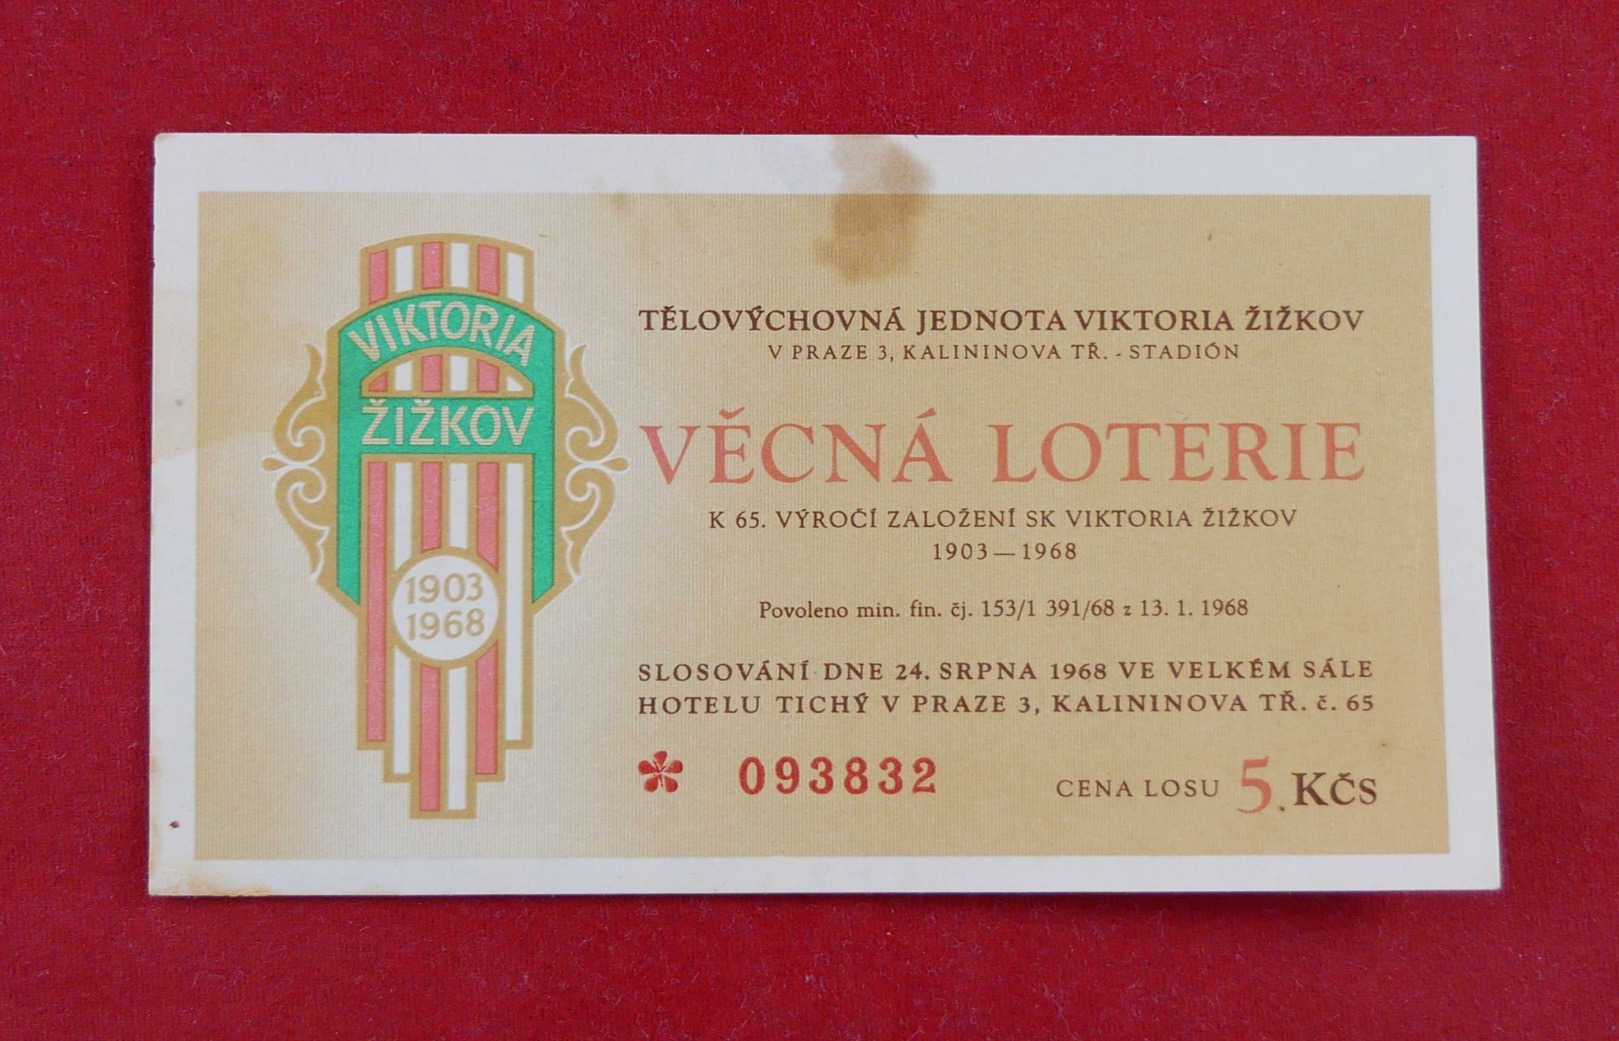 VIKTORIA
ŽIŽKOV
1903
1968
TĚLOVÝCHOVNÁ JEDNOTA VIKTORIA ŽIŽKOV
V PRAZE 3, KALININOVA TŘ. - STADIÓN
VĚCNÁ LOTERIE
K 65. VÝROČÍ ZALOŽENÍ SK VIKTORIA ŽIŽKOV
1903—1968
Povoleno min. fin. čj. 153/1 391/68 z 13. 1. 1968
SLOSOVÁNÍ DNE 24. SRPNA 1968 VE VELKÉM SÁLE
HOTELU TICHÝ V PRAZE 3, KALININOVA TŘ. č. 65
093832 CENA LOSU 5. KČS